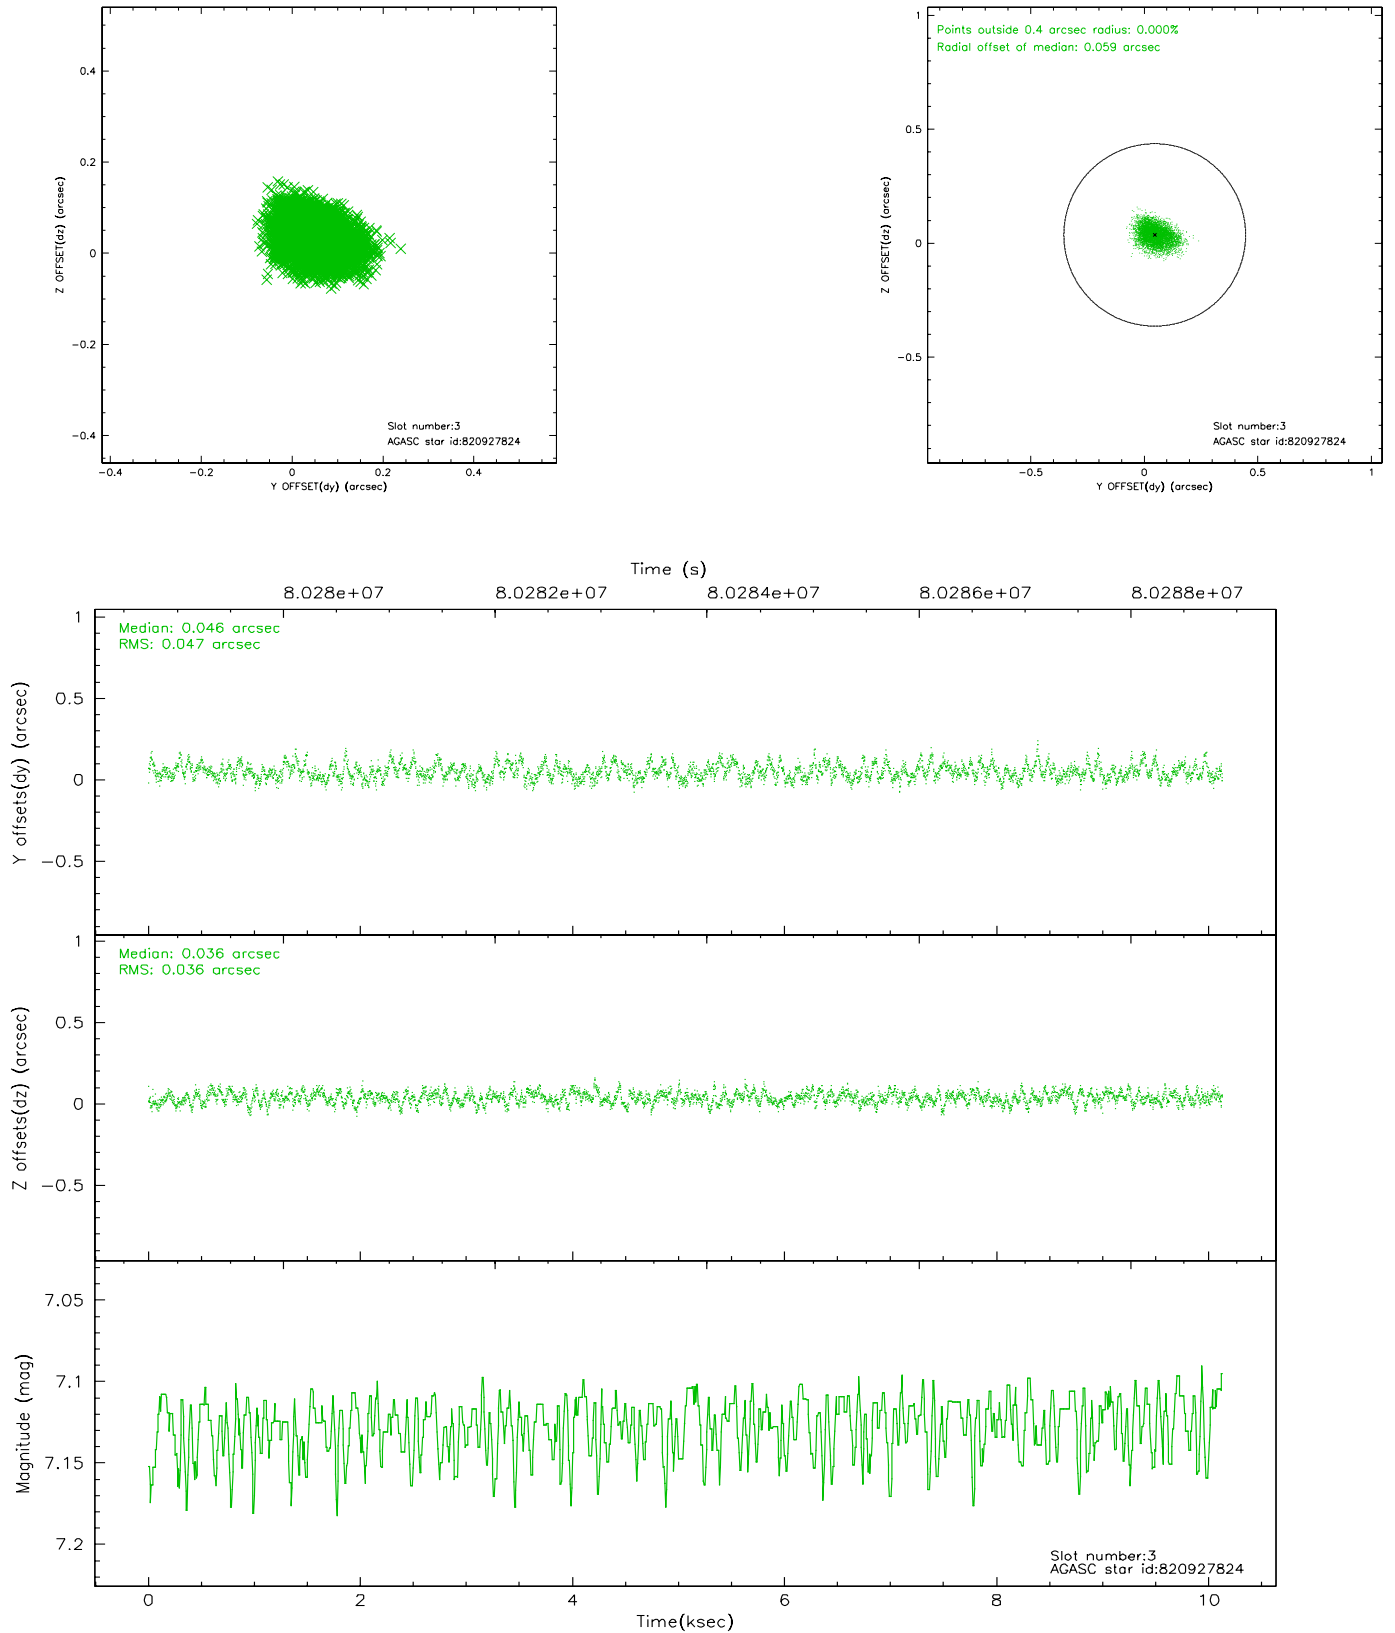 0.4
0.2
0
−0.2
−0.4
Z OFFSET(dz) (arcsec)
Slot number:3
AGASC star id:820927824
−0.4 −0.2 0 0.2 0.4
Y OFFSET(dy) (arcsec)
Points outside 0.4 arcsec radius: 0.000%
Radial offset of median: 0.059 arcsec
1
0.5
0
−0.5
Z OFFSET(dz) (arcsec)
Slot number:3
AGASC star id:820927824
−0.5 0 0.5 1
Y OFFSET(dy) (arcsec)
Time (s)
8.028e+07 8.0282e+07 8.0284e+07 8.0286e+07 8.0288e+07
Median: 0.046 arcsec
RMS: 0.047 arcsec
1
0.5
0
−0.5
Y offsets(dy) (arcsec)
Median: 0.036 arcsec
RMS: 0.036 arcsec
1
0.5
0
−0.5
Z offsets(dz) (arcsec)
7.05
7.1
7.15
7.2
Magnitude (mag)
Slot number:3
AGASC star id:820927824
0 2 4 6 8 10
Time(ksec)